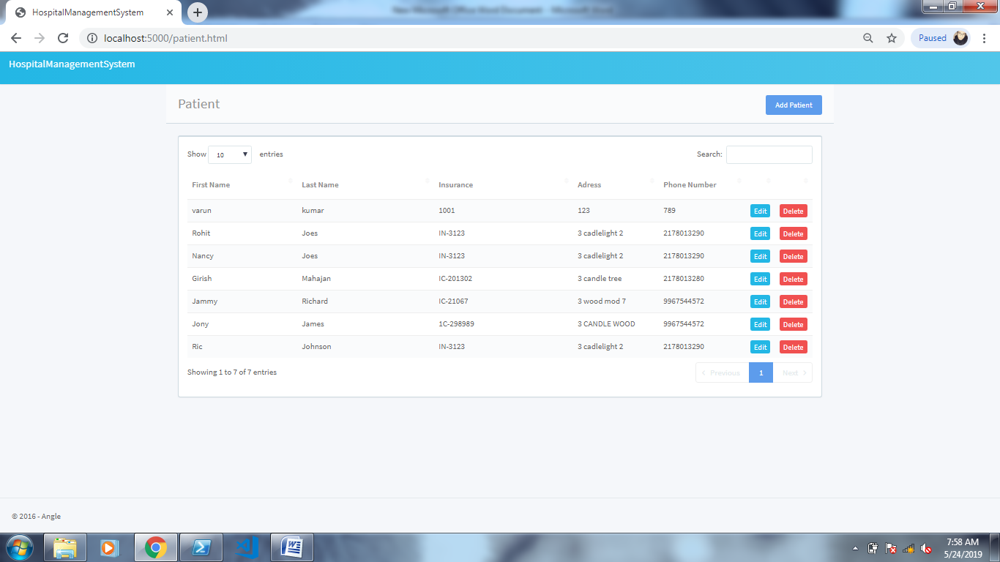 New Microsoft Office Word Document - Microsoft Word
HospitalManagementSystem
localhost:5000/patient.html
Paused
HospitalManagementSystem
Patient
Add Patient
Show 10 entries Search:
First Name Last Name Insurance Adress Phone Number
varun kumar 1001 123 789 Edit Delete
Rohit Joes IN-3123 3 cadlelight 2 2178013290 Edit Delete
Nancy Joes IN-3123 3 cadlelight 2 2178013290 Edit Delete
Girish Mahajan IC-201302 3 candle tree 2178013280 Edit Delete
Jammy Richard IC-21067 3 wood mod 7 9967544572 Edit Delete
Jony James 1C-298989 3 CANDLE WOOD 9967544572 Edit Delete
Ric Johnson IN-3123 3 cadlelight 2 2178013290 Edit Delete
Showing 1 to 7 of 7 entries Previous 1 Next
© 2016 - Angle
7:58 AM
5/24/2019